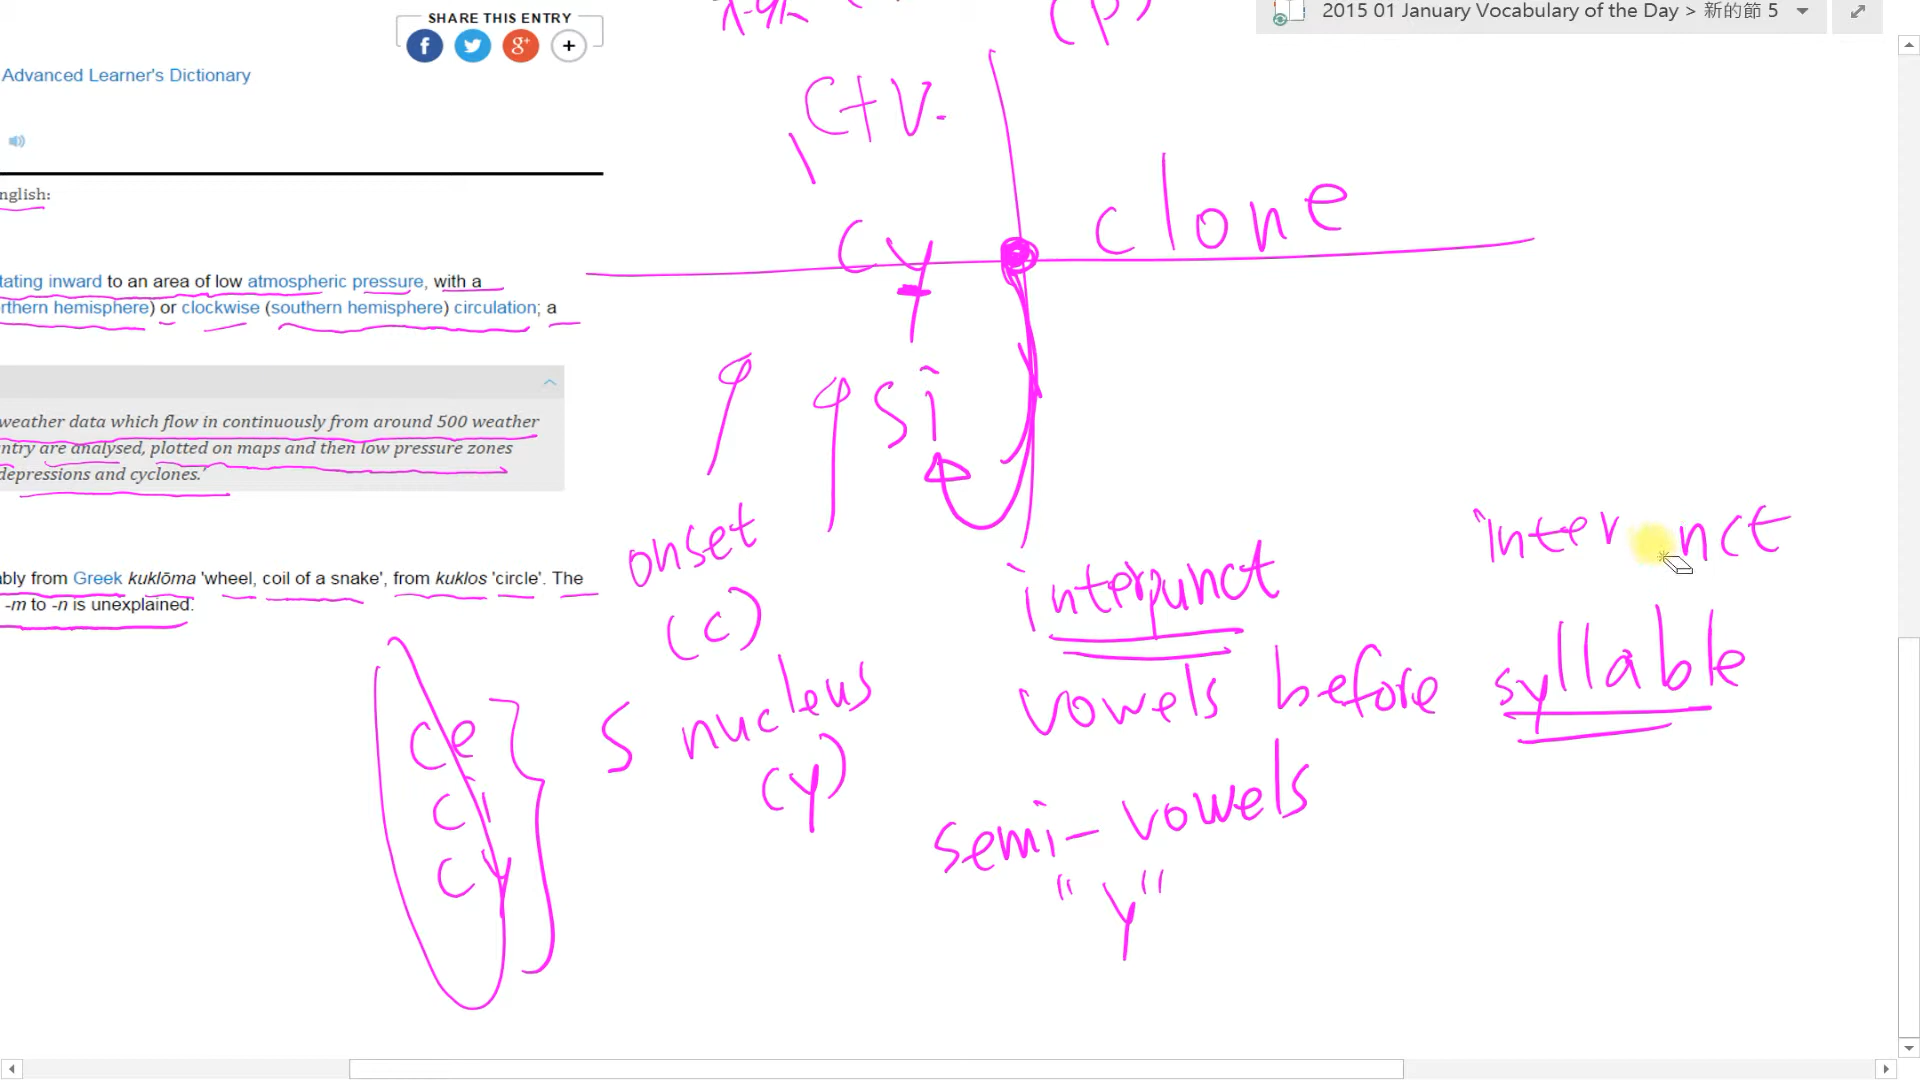 SHARE THIS ENTRY
2015 01 January Vocabulary of the Day > 新的節 5
(P)
Advanced Learner's Dictionary
f
g+
+
C+V.
nglish:
cy clone
tating inward to an area of low atmospheric pressure, with a
rthern hemisphere) or clockwise (southern hemisphere) circulation; a
si
weather data which flow in continuously from around 500 weather
ntry are analysed, plotted on maps and then low pressure zones
depressions and cyclones.'
ably from Greek kuklōma 'wheel, coil of a snake', from kuklos 'circle'. The
-m to -n is unexplained.
onset
(c)
interpunct
inter nct
vowels before syllable
ce
ci
cy
S nucleus
(y)
semi-vowels
"y"